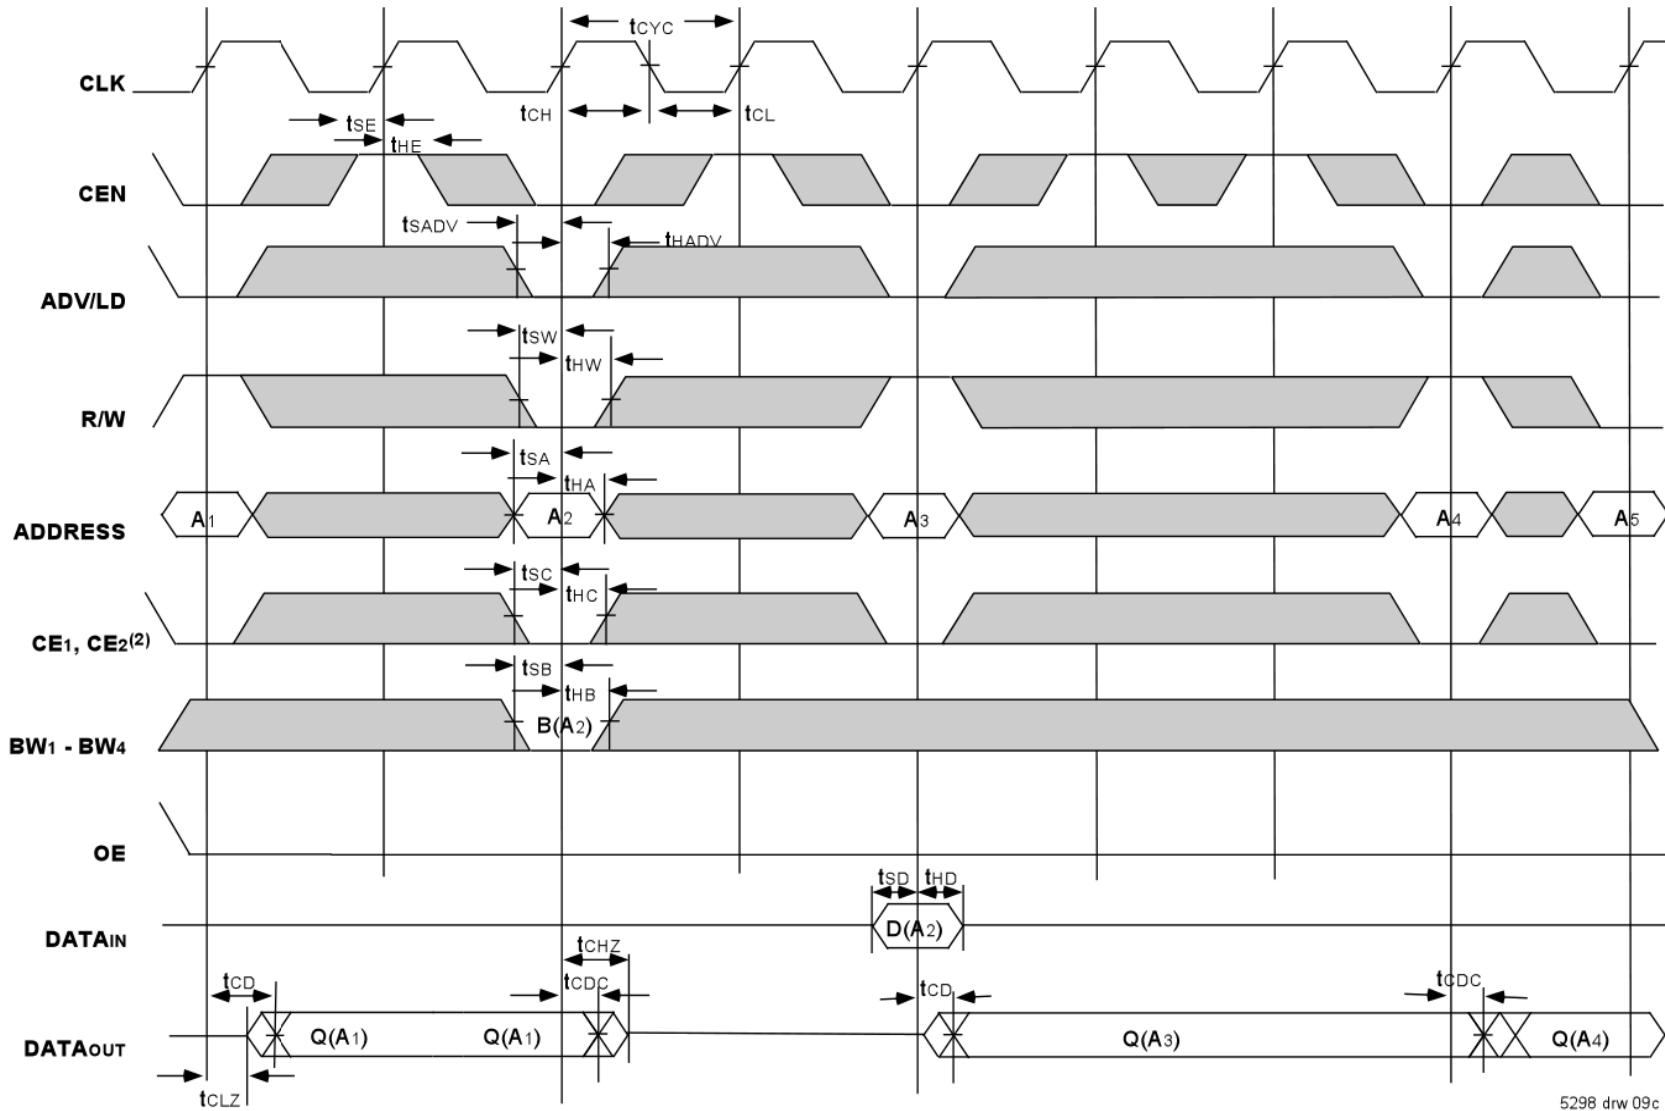 tCYC
CLK
tCH
tCL
tSE
tHE
CEN
tSADV
tHADV
ADV/LD
tSW
tHW
R/W
tSA
tHA
A1
A2
A3
A4
A5
ADDRESS
tSC
tHC
CE1, CE2(2)
tSB
tHB
B(A2)
BW1 - BW4
OE
tSD
tHD
D(A2)
DATAIN
tCHZ
tCD
tCDC
tCD
tCDC
Q(A1)
Q(A1)
Q(A3)
Q(A4)
DATAOUT
tCLZ
5298 drw 09c